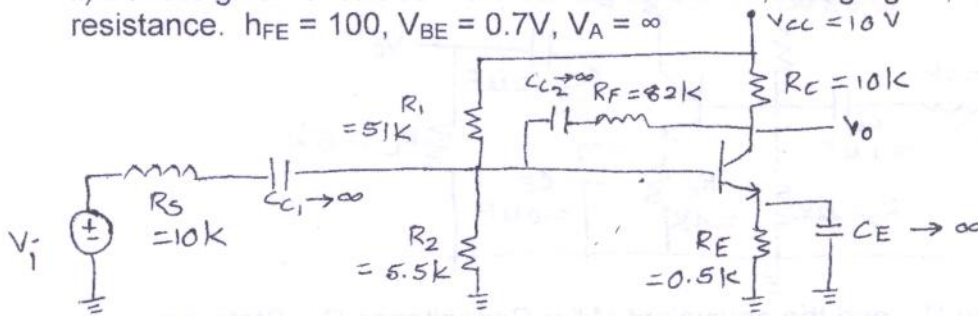 resistance. hFE = 100, VBE = 0.7V, VA = ∞
VCC = 10 V
CC2→∞ RF=82K
RC = 10K
R1
= 51K
Vo
RS
= 10K
CC1→∞
Vi
R2
= 5.5K
RE
= 0.5K
CE → ∞